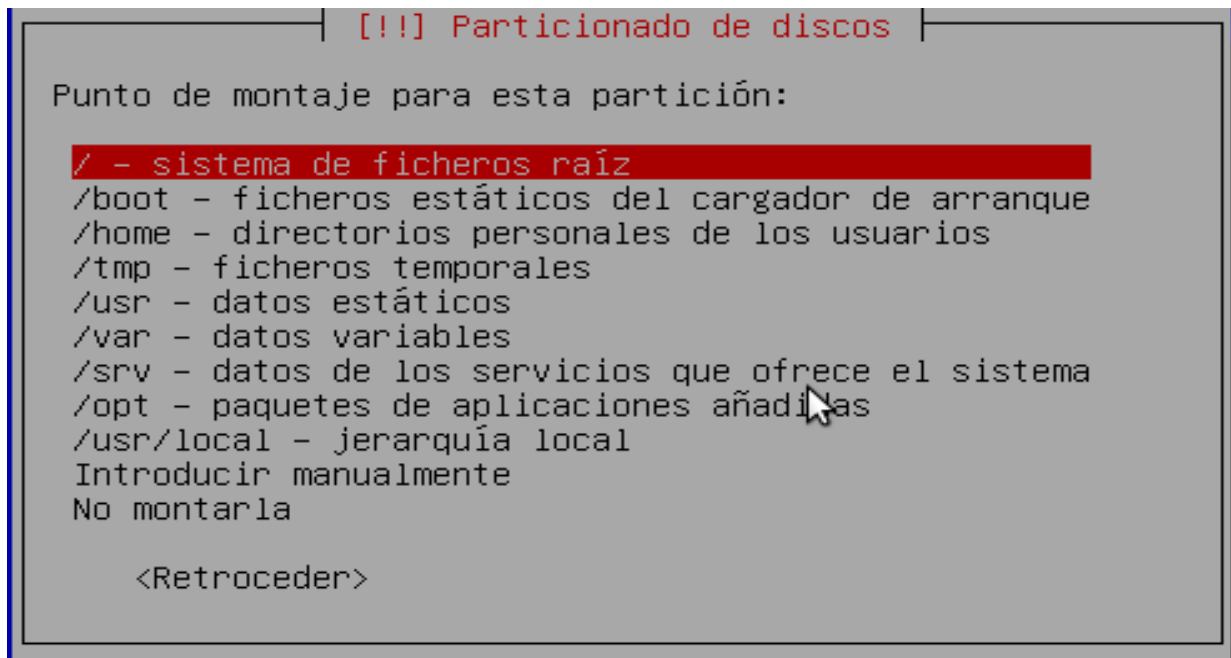 [!!] Particionado de discos
Punto de montaje para esta partición:
/ – sistema de ficheros raíz
/boot – ficheros estáticos del cargador de arranque
/home – directorios personales de los usuarios
/tmp – ficheros temporales
/usr – datos estáticos
/var – datos variables
/srv – datos de los servicios que ofrece el sistema
/opt – paquetes de aplicaciones añadidas
/usr/local – jerarquía local
Introducir manualmente
No montarla
<Retroceder>